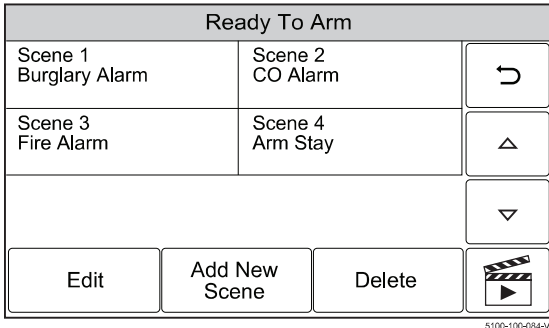 Ready To Arm
Scene 1
Burglary Alarm
Scene 2
CO Alarm
Scene 3
Fire Alarm
Scene 4
Arm Stay
Edit
Add New
Scene
Delete
5100-100-084-V